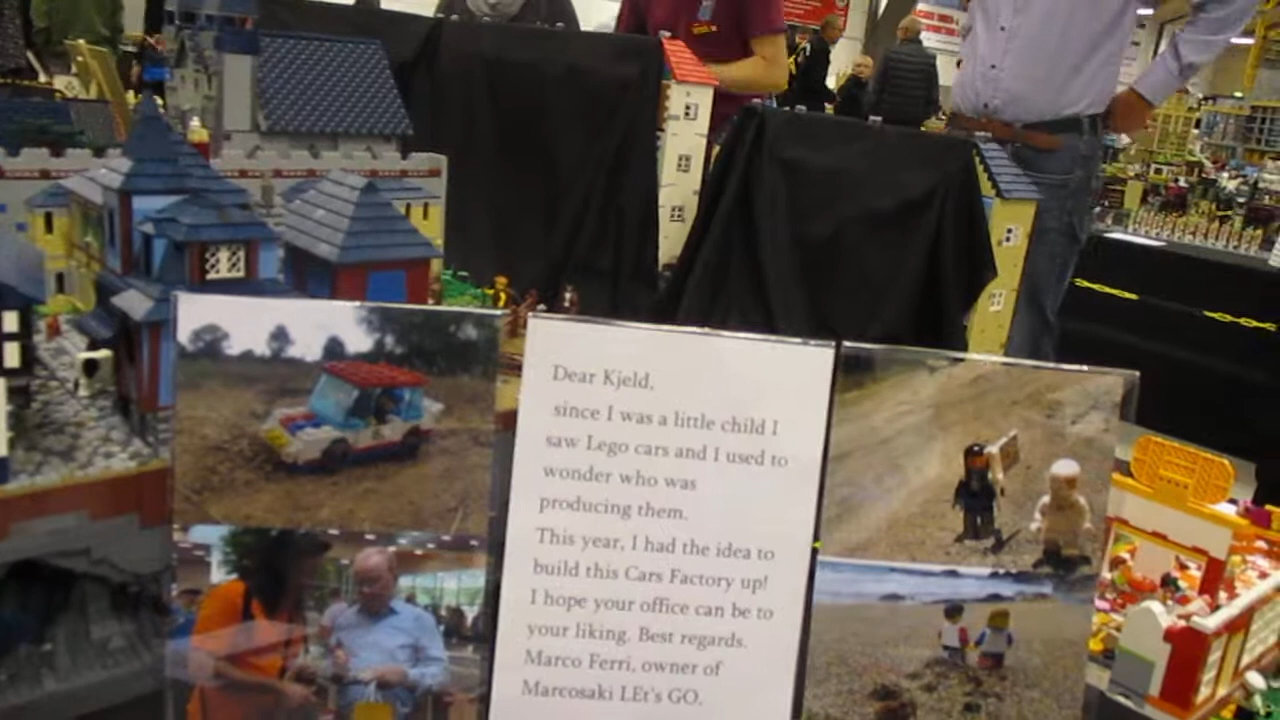 Dear Kjeld,
since I was a little child I
saw Lego cars and I used to
wonder who was
producing them.
This year, I had the idea to
build this Cars Factory up!
I hope your office can be to
your liking. Best regards.
Marco Ferri, owner of
Marcosaki LEt's GO.